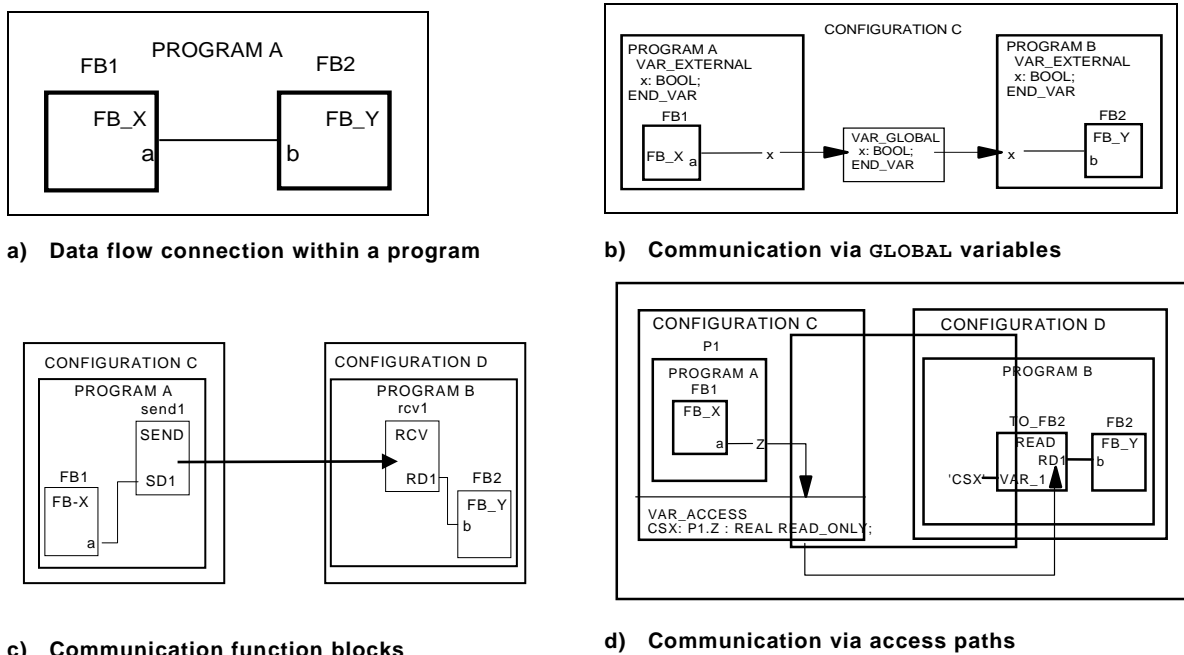 PROGRAM A
FB1
FB2
FB_X
a
FB_Y
b
a) Data flow connection within a program
CONFIGURATION C
PROGRAM A
VAR_EXTERNAL
x: BOOL;
END_VAR
FB1
FB_X
a
x
VAR_GLOBAL
x: BOOL;
END_VAR
PROGRAM B
VAR_EXTERNAL
x: BOOL;
END_VAR
x
FB2
FB_Y
b
b) Communication via GLOBAL variables
CONFIGURATION C
PROGRAM A
send1
SEND
SD1
FB1
FB-X
a
CONFIGURATION D
PROGRAM B
rcv1
RCV
RD1
FB2
FB_Y
b
c) Communication function blocks
CONFIGURATION C
P1
PROGRAM A
FB1
FB_X
a
Z
VAR_ACCESS
CSX: P1.Z : REAL READ_ONLY;
CONFIGURATION D
PROGRAM B
TO_FB2
READ
RD1
'CSX'
VAR_1
FB2
FB_Y
b
d) Communication via access paths